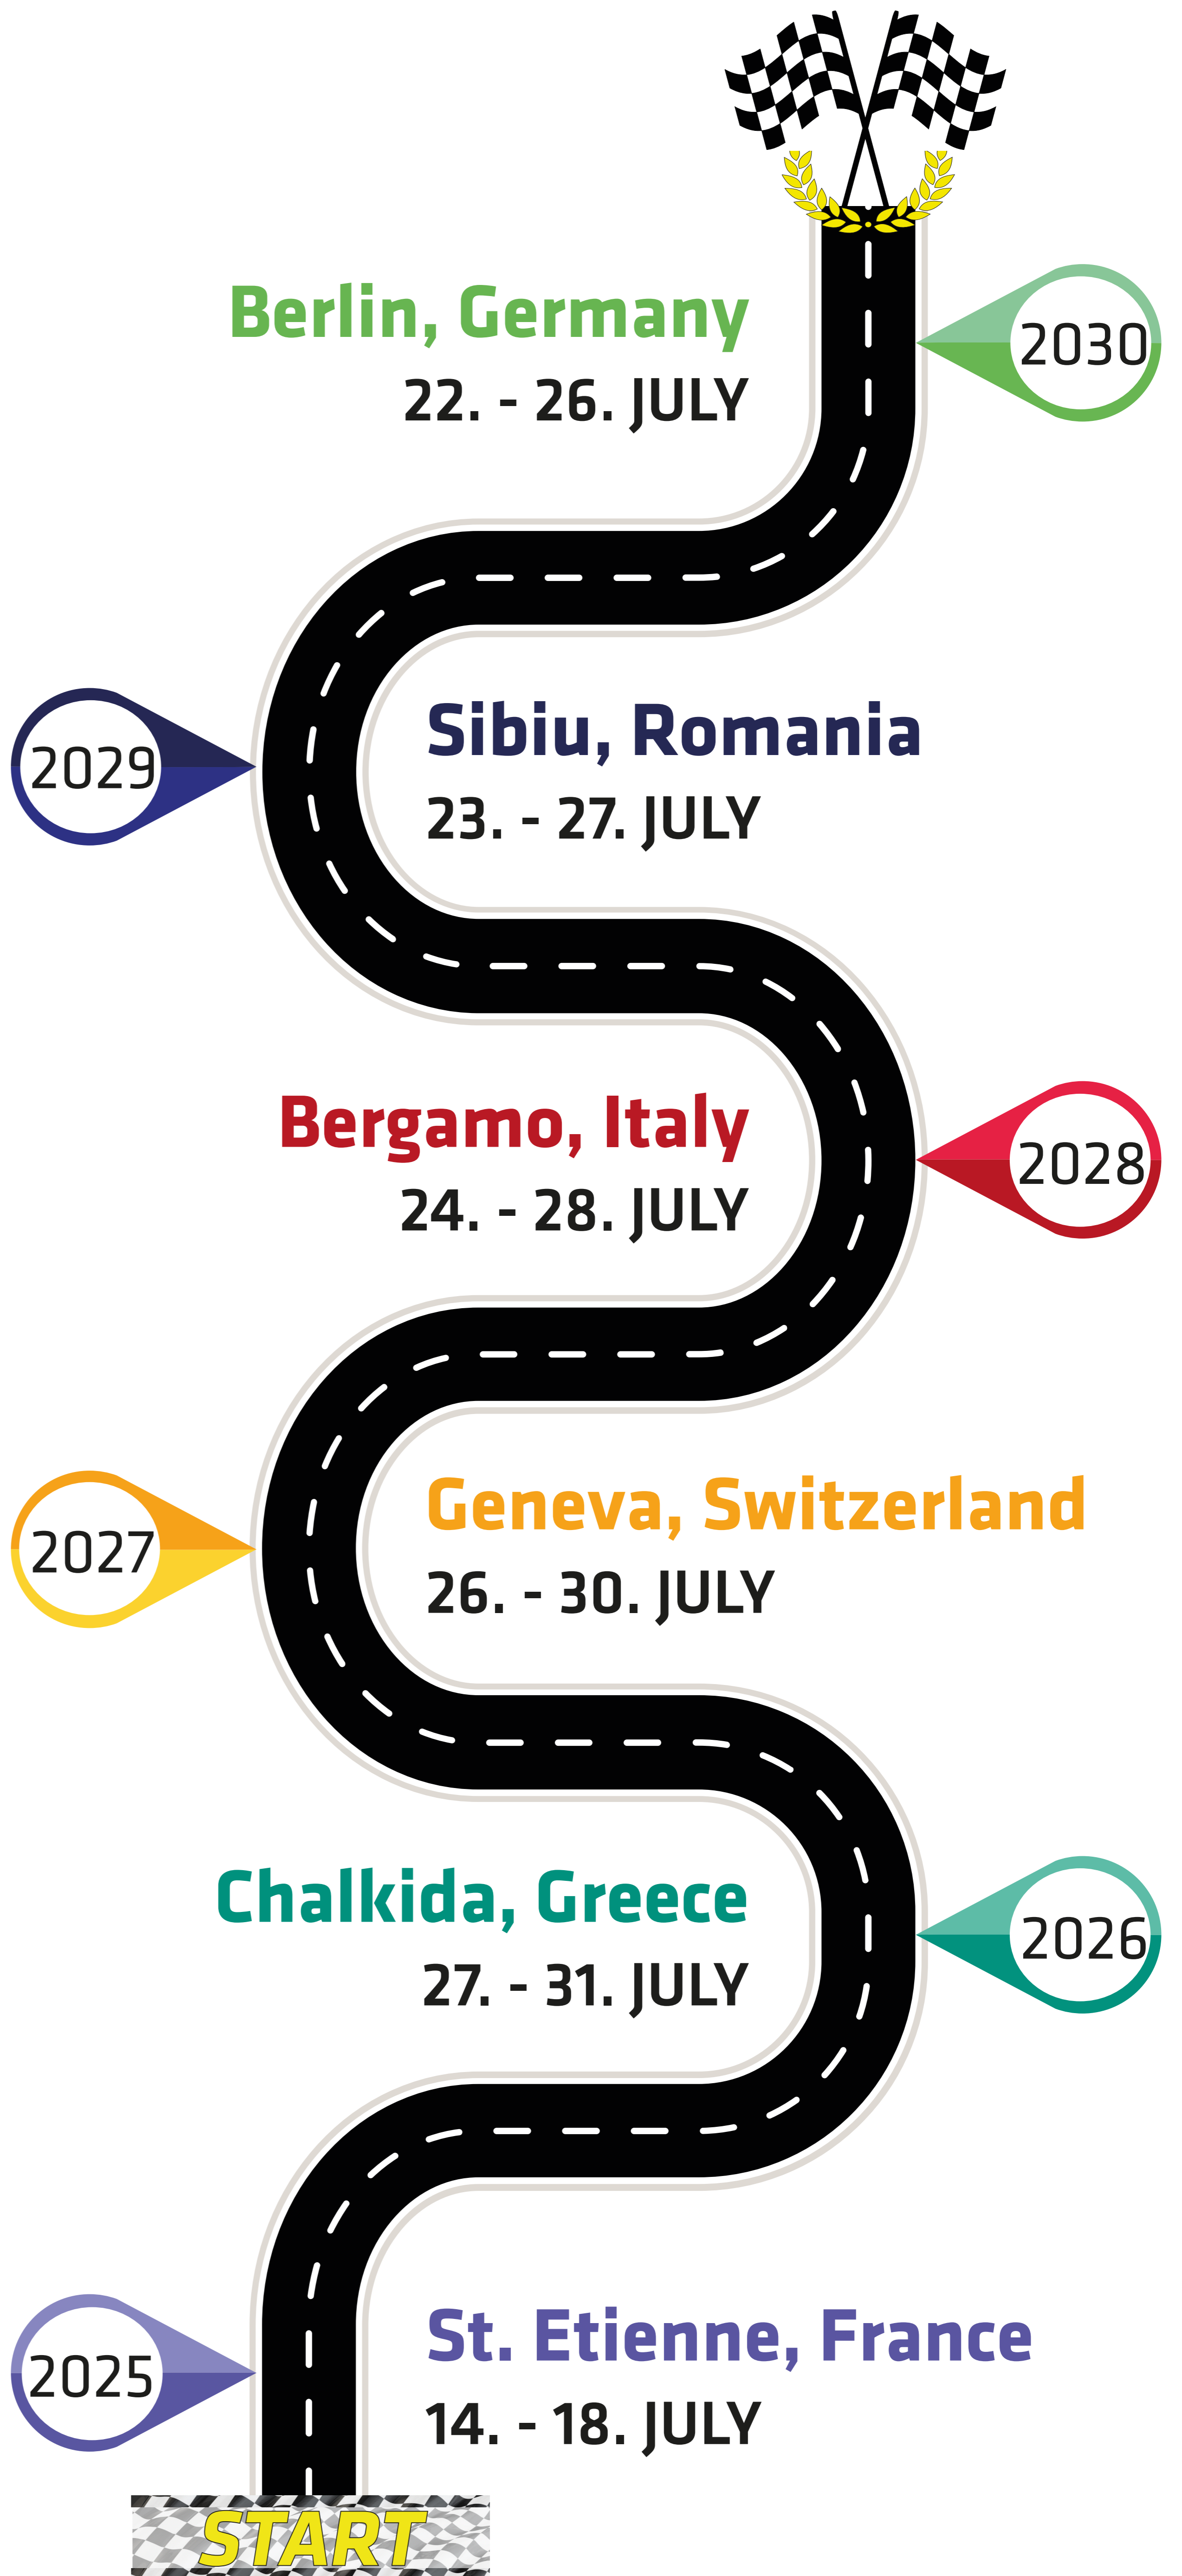 Berlin, Germany
2030
22. - 26. JULY
2029
Sibiu, Romania
23. - 27. JULY
Bergamo, Italy
2028
24. - 28. JULY
2027
Geneva, Switzerland
26. - 30. JULY
Chalkida, Greece
2026
27. - 31. JULY
2025
St. Etienne, France
14. - 18. JULY
START